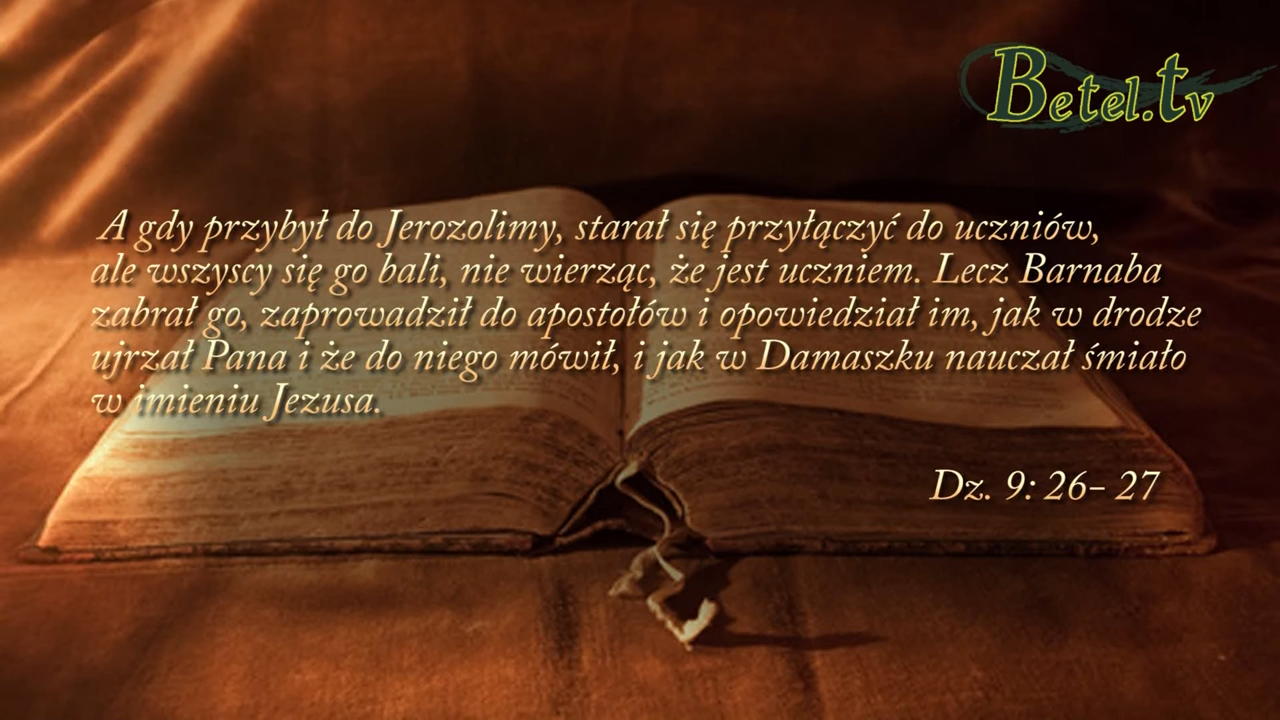 Betel.tv
A gdy przybył do Jerozolimy, starał się przyłączyć do uczniów,
ale wszyscy się go bali, nie wierząc, że jest uczniem. Lecz Barnaba
zabrał go, zaprowadził do apostołów i opowiedział im, jak w drodze
ujrzał Pana i że do niego mówił, i jak w Damaszku nauczał śmiało
w imieniu Jezusa.
Dz. 9: 26- 27